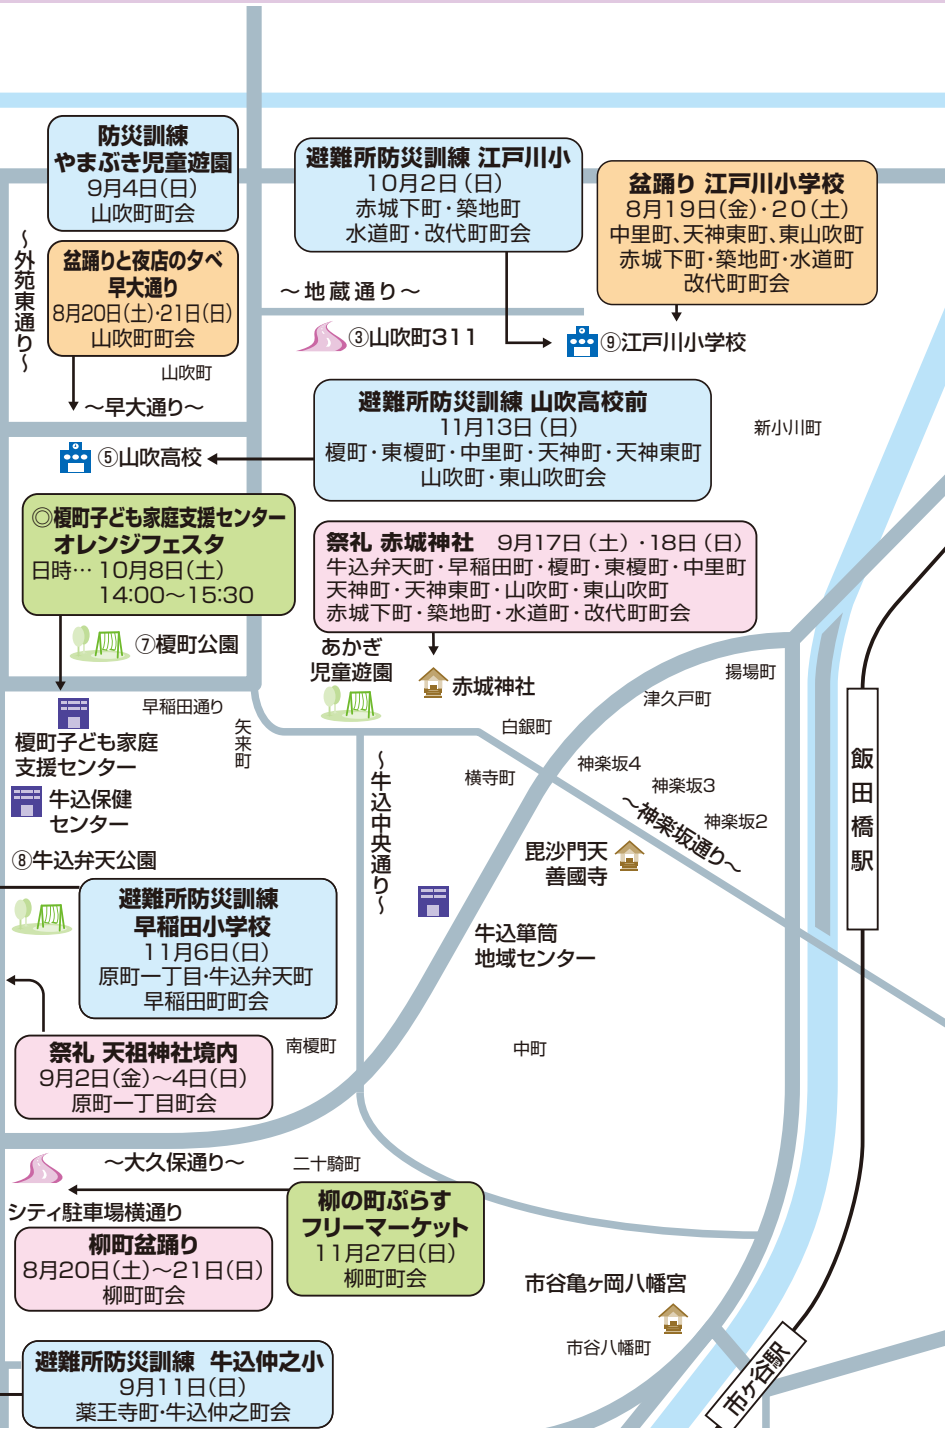 防災訓練
やまぶき児童遊園
9月4日(日)
山吹町町会
避難所防災訓練 江戸川小
10月2日(日)
赤城下町・築地町
水道町・改代町町会
盆踊り 江戸川小学校
8月19日(金)・20(土)
中里町、天神東町、東山吹町
赤城下町・築地町・水道町
改代町町会
〜外苑東通り〜
盆踊りと夜店の夕べ
早大通り
8月20日(土)・21日(日)
山吹町町会
〜地蔵通り〜
③山吹町311
⑨江戸川小学校
山吹町
〜早大通り〜
避難所防災訓練 山吹高校前
11月13日(日)
榎町・東榎町・中里町・天神町・天神東町
山吹町・東山吹町会
新小川町
⑤山吹高校
◎榎町子ども家庭支援センター
オレンジフェスタ
日時… 10月8日(土)
14:00〜15:30
祭礼 赤城神社 9月17日(土)・18日(日)
牛込弁天町・早稲田町・榎町・東榎町・中里町
天神町・天神東町・山吹町・東山吹町
赤城下町・築地町・水道町・改代町町会
⑦榎町公園
あかぎ
児童遊園
赤城神社
揚場町
津久戸町
早稲田通り
矢来町
白銀町
榎町子ども家庭
支援センター
横寺町
神楽坂4
神楽坂3
神楽坂2
〜神楽坂通り〜
飯田橋駅
牛込保健
センター
〜牛込中央通り〜
毘沙門天
善國寺
⑧牛込弁天公園
避難所防災訓練
早稲田小学校
11月6日(日)
原町一丁目・牛込弁天町
早稲田町町会
牛込箪笥
地域センター
祭礼 天祖神社境内
9月2日(金)〜4日(日)
原町一丁目町会
南榎町
中町
〜大久保通り〜
二十騎町
シティ駐車場横通り
柳の町ぷらす
フリーマーケット
11月27日(日)
柳町町会
柳町盆踊り
8月20日(土)〜21日(日)
柳町町会
市谷亀ヶ岡八幡宮
市谷八幡町
市ヶ谷駅
避難所防災訓練 牛込仲之小
9月11日(日)
薬王寺町・牛込仲之町会